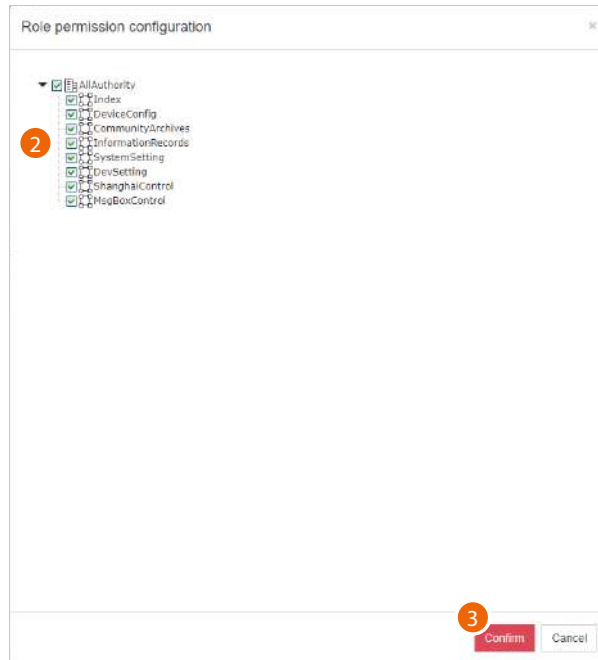 Role permission configuration
AllAuthority
Index
DeviceConfig
CommunityArchives
2
InformationRecords
SystemSetting
DevSetting
ShanghaiControl
MsgBoxControl
3
Confirm Cancel